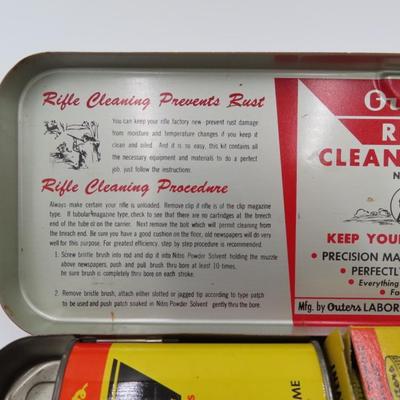 Rifle Cleaning Prevents Rust
You can keep your rifle factory new - prevent rust damage
from moisture and temperature changes if you keep it
clean and oiled. And it is so easy, this kit contains all
the necessary equipment and materials to do a perfect
job, just follow the instructions.
Rifle Cleaning Procedure
Always make certain your rifle is unloaded. Remove clip if rifle is of the clip magazine
type. If tubular magazine type, check to see that there are no cartridges at the breech
end of the tube or on the carrier. Next remove the bolt which will permit cleaning from
the breech end. Be sure you have a good cushion on the floor, old newspapers will do very
well for this purpose. For greatest efficiency, step by step procedure is recommended.
1. Screw bristle brush into rod and dip it into Nitro Powder Solvent holding the muzzle
above newspapers, push and pull brush thro bore at least 10 times,
be sure brush is completely thro bore on each stroke.
2. Remove bristle brush, attach either slotted or jagged tip according to type patch
to be used and push patch soaked in Nitro Powder Solvent gently thru the bore.
CLEAN
KEEP YOUR
• PRECISION MA
• PERFECTLY
• Everything
Mfg. by Outers LABOR